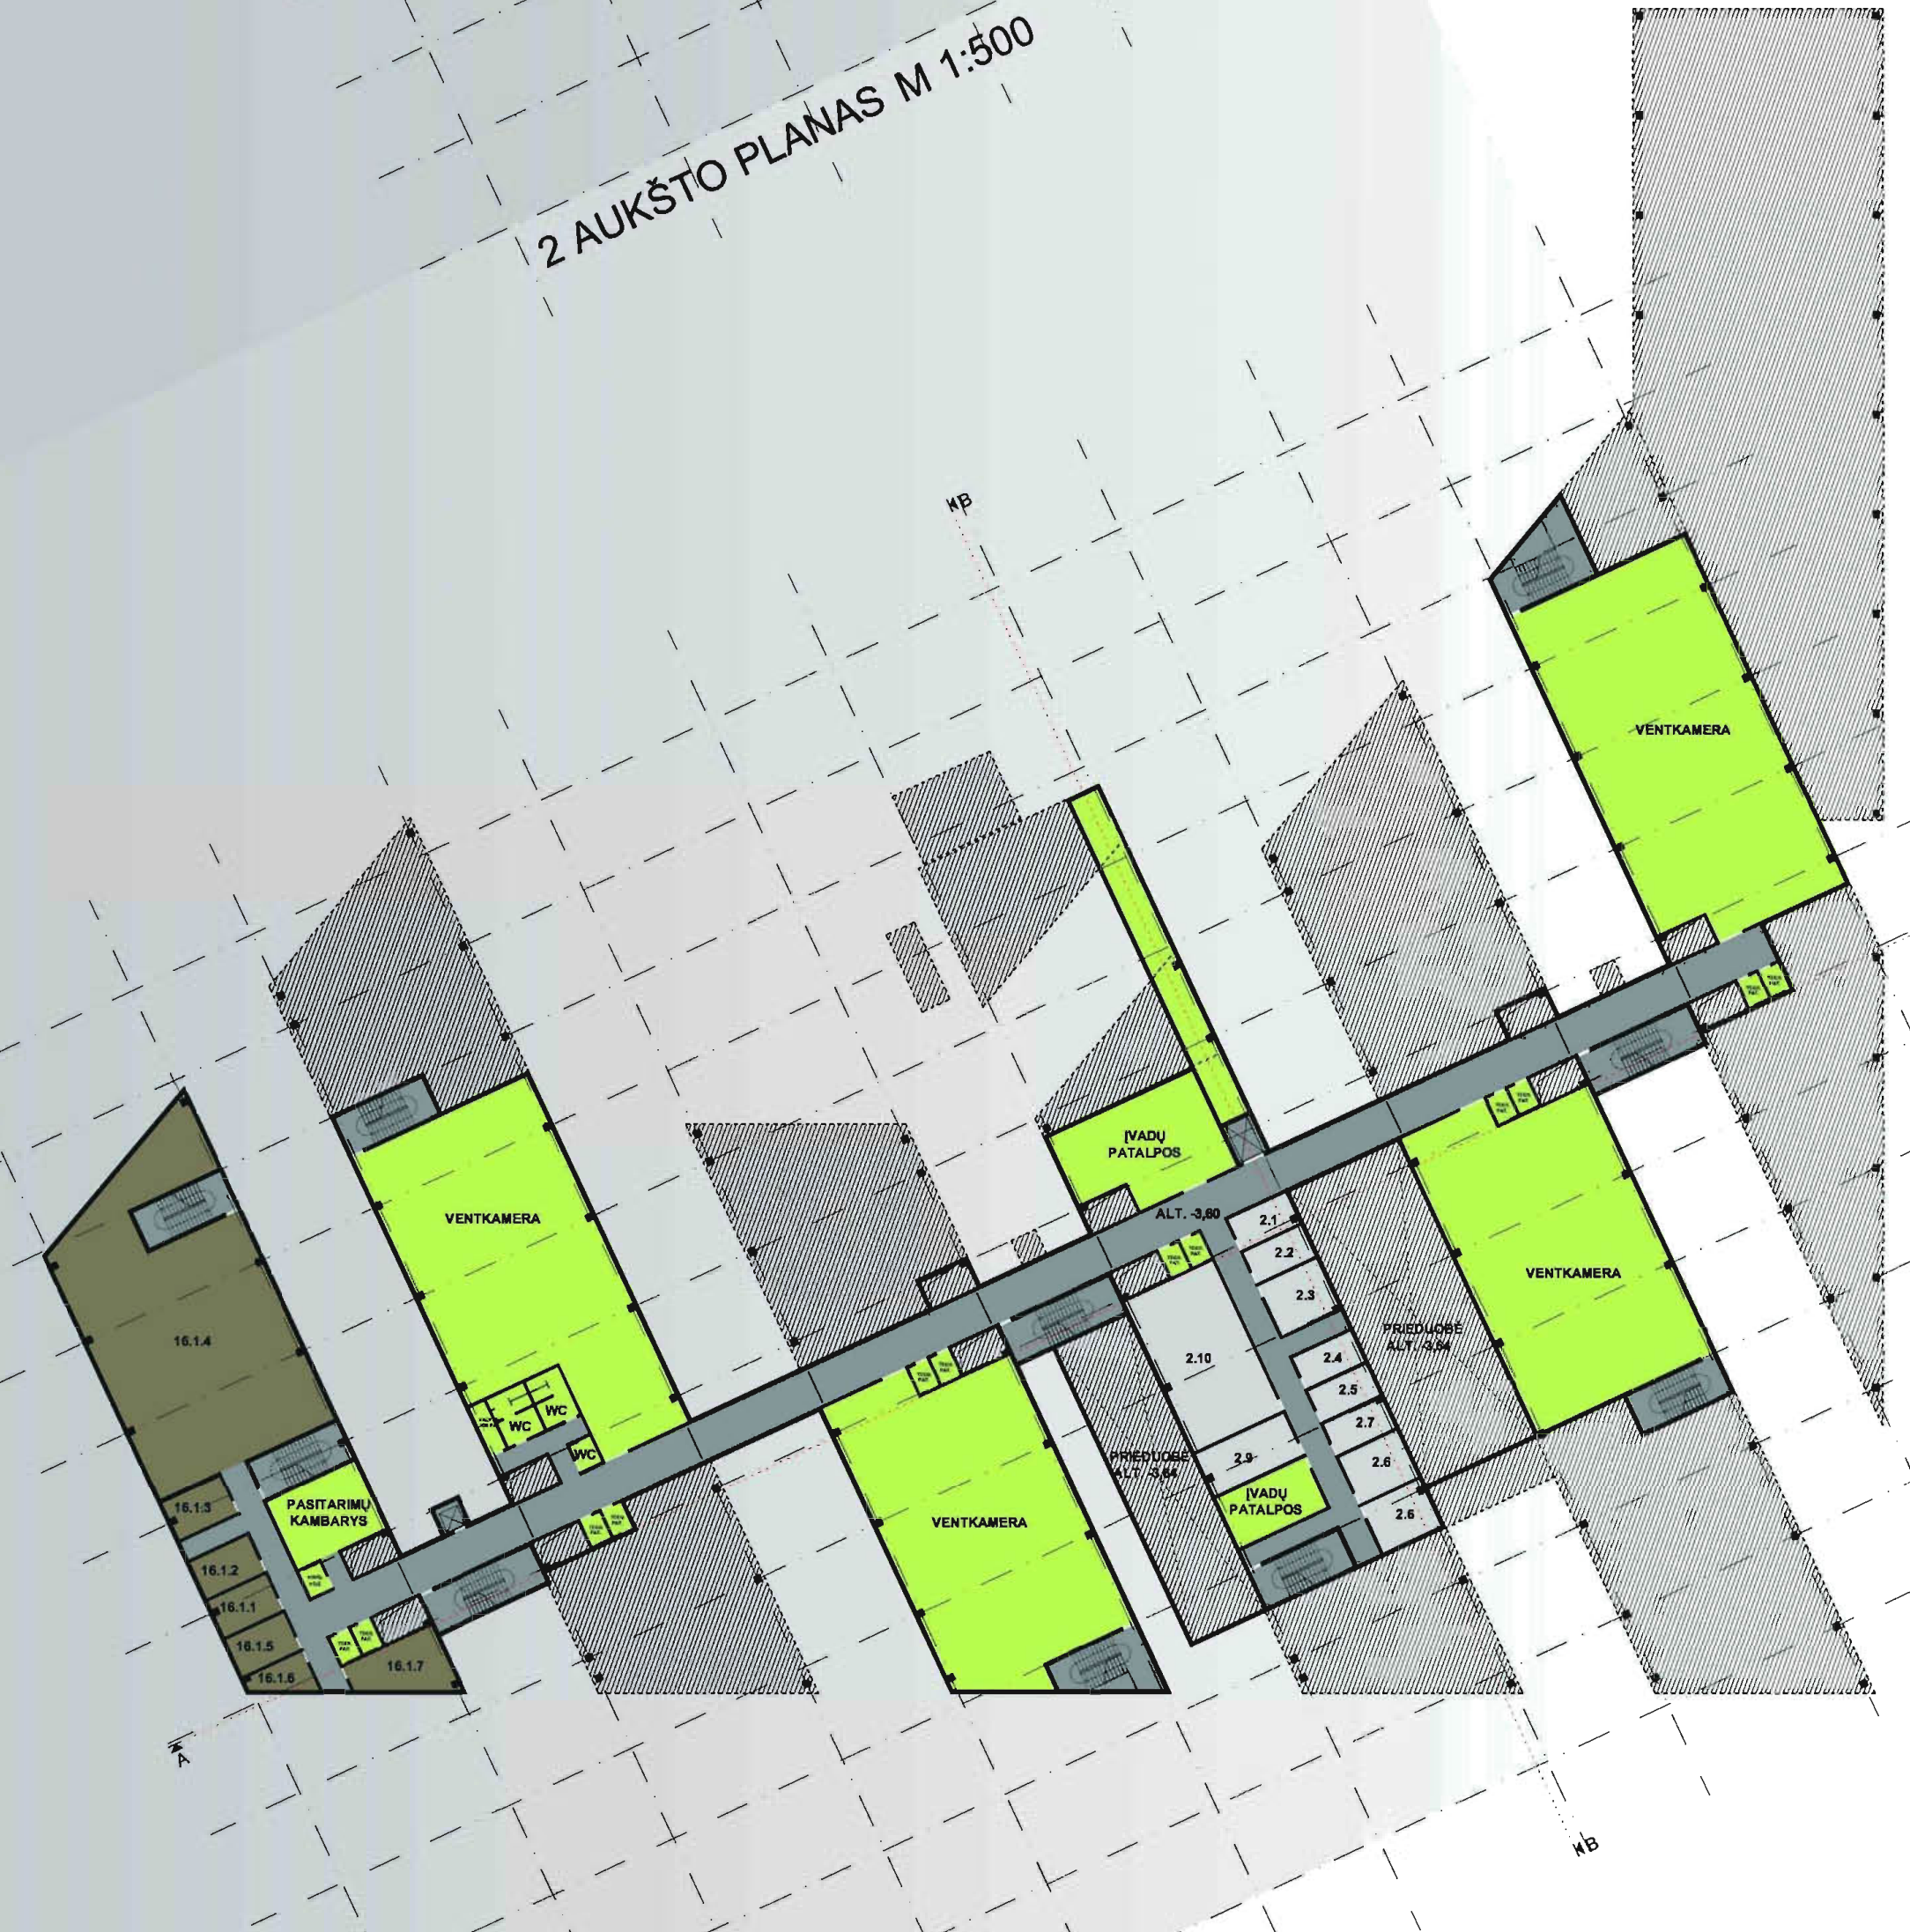 2 AUKŠTO PLANAS M 1:500
B
VENTKAMERA
ĮVADŲ
PATALPOS
ALT. -3,60
2.1
2.2
2.3
VENTKAMERA
VENTKAMERA
PRIEDUOBĖ
ALT. -3,64
16.1.4
2.10
2.4
2.5
2.7
2.6
2.6
WC
WC
WC
PRIEDUOBĖ
ALT. -3,64
2.9
ĮVADŲ
PATALPOS
16.1.3
PASITARIMŲ
KAMBARYS
VENTKAMERA
16.1.2
16.1.1
16.1.5
16.1.6
16.1.7
A
B